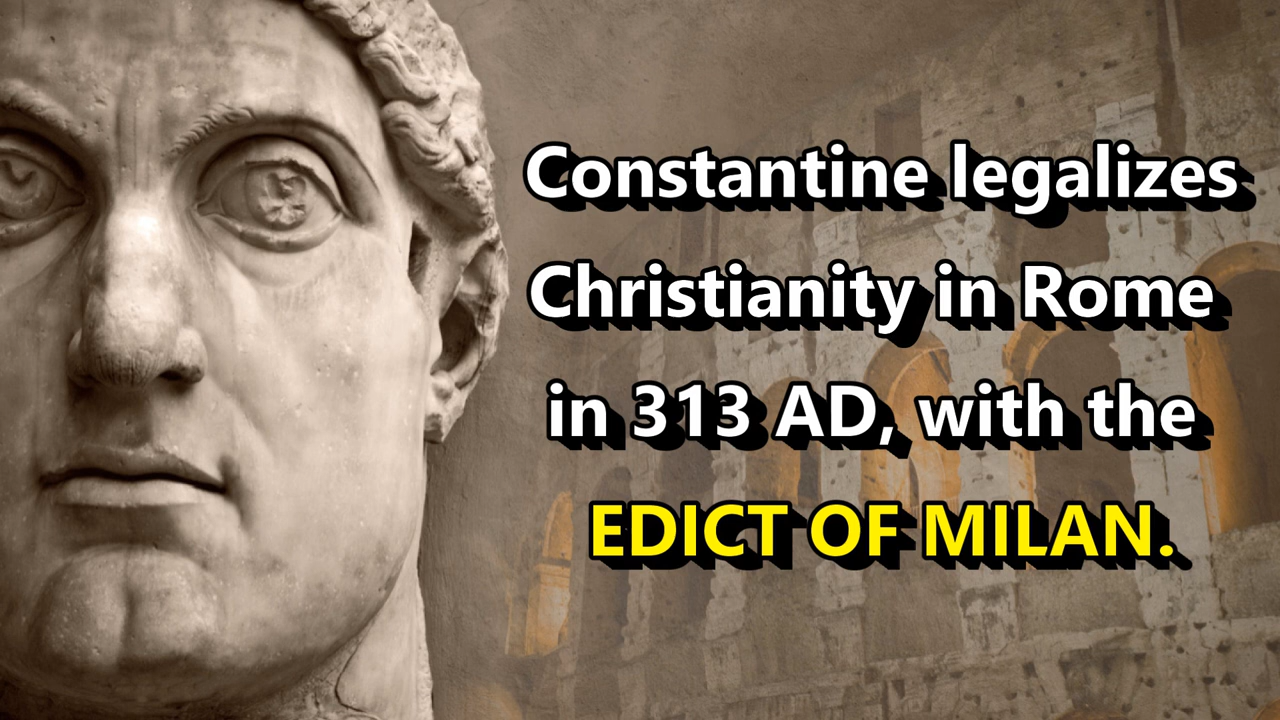 Constantine legalizes
Christianity in Rome
in 313 AD, with the
EDICT OF MILAN.